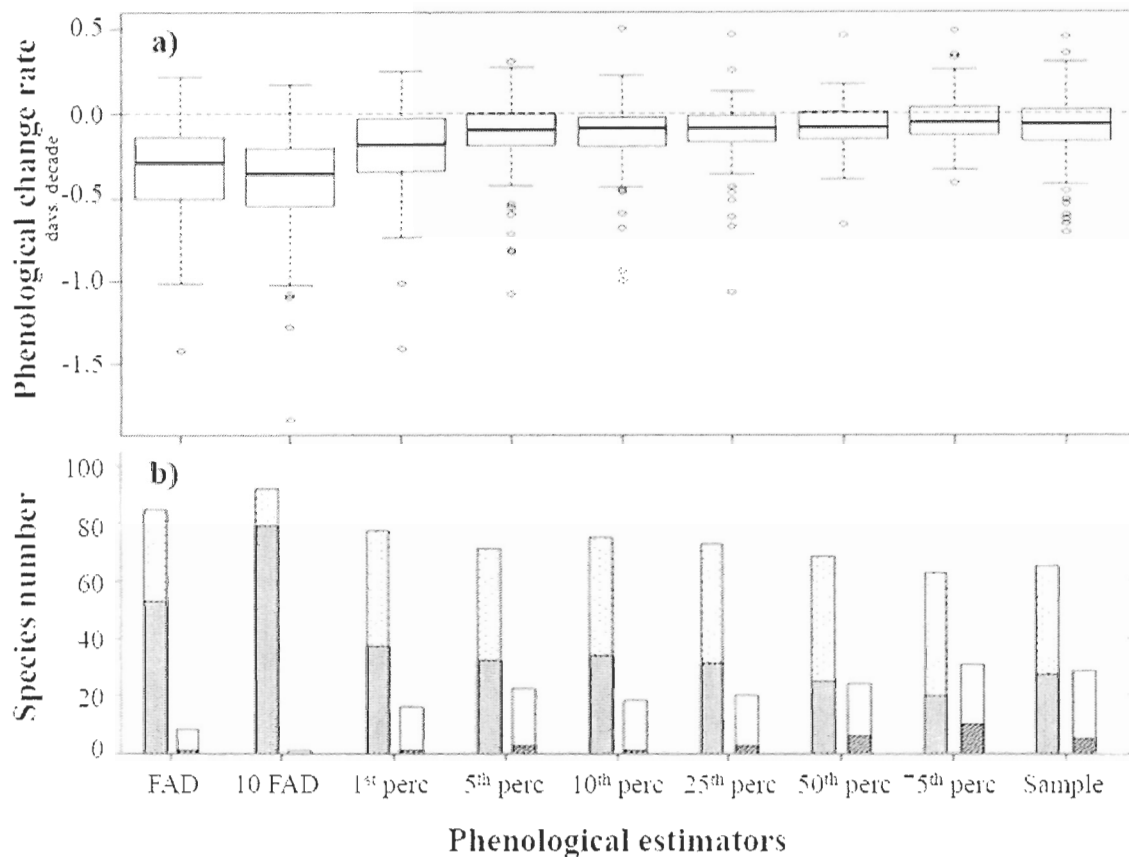 a)
0.5
0.0
-0.5
-1.0
-1.5
Phenological change rate
days. decade
b)
100
80
60
40
20
0
Species number
FAD 10 FAD 1st perc 5th perc 10th perc 25th perc 50th perc 75th perc Sample
Phenological estimators